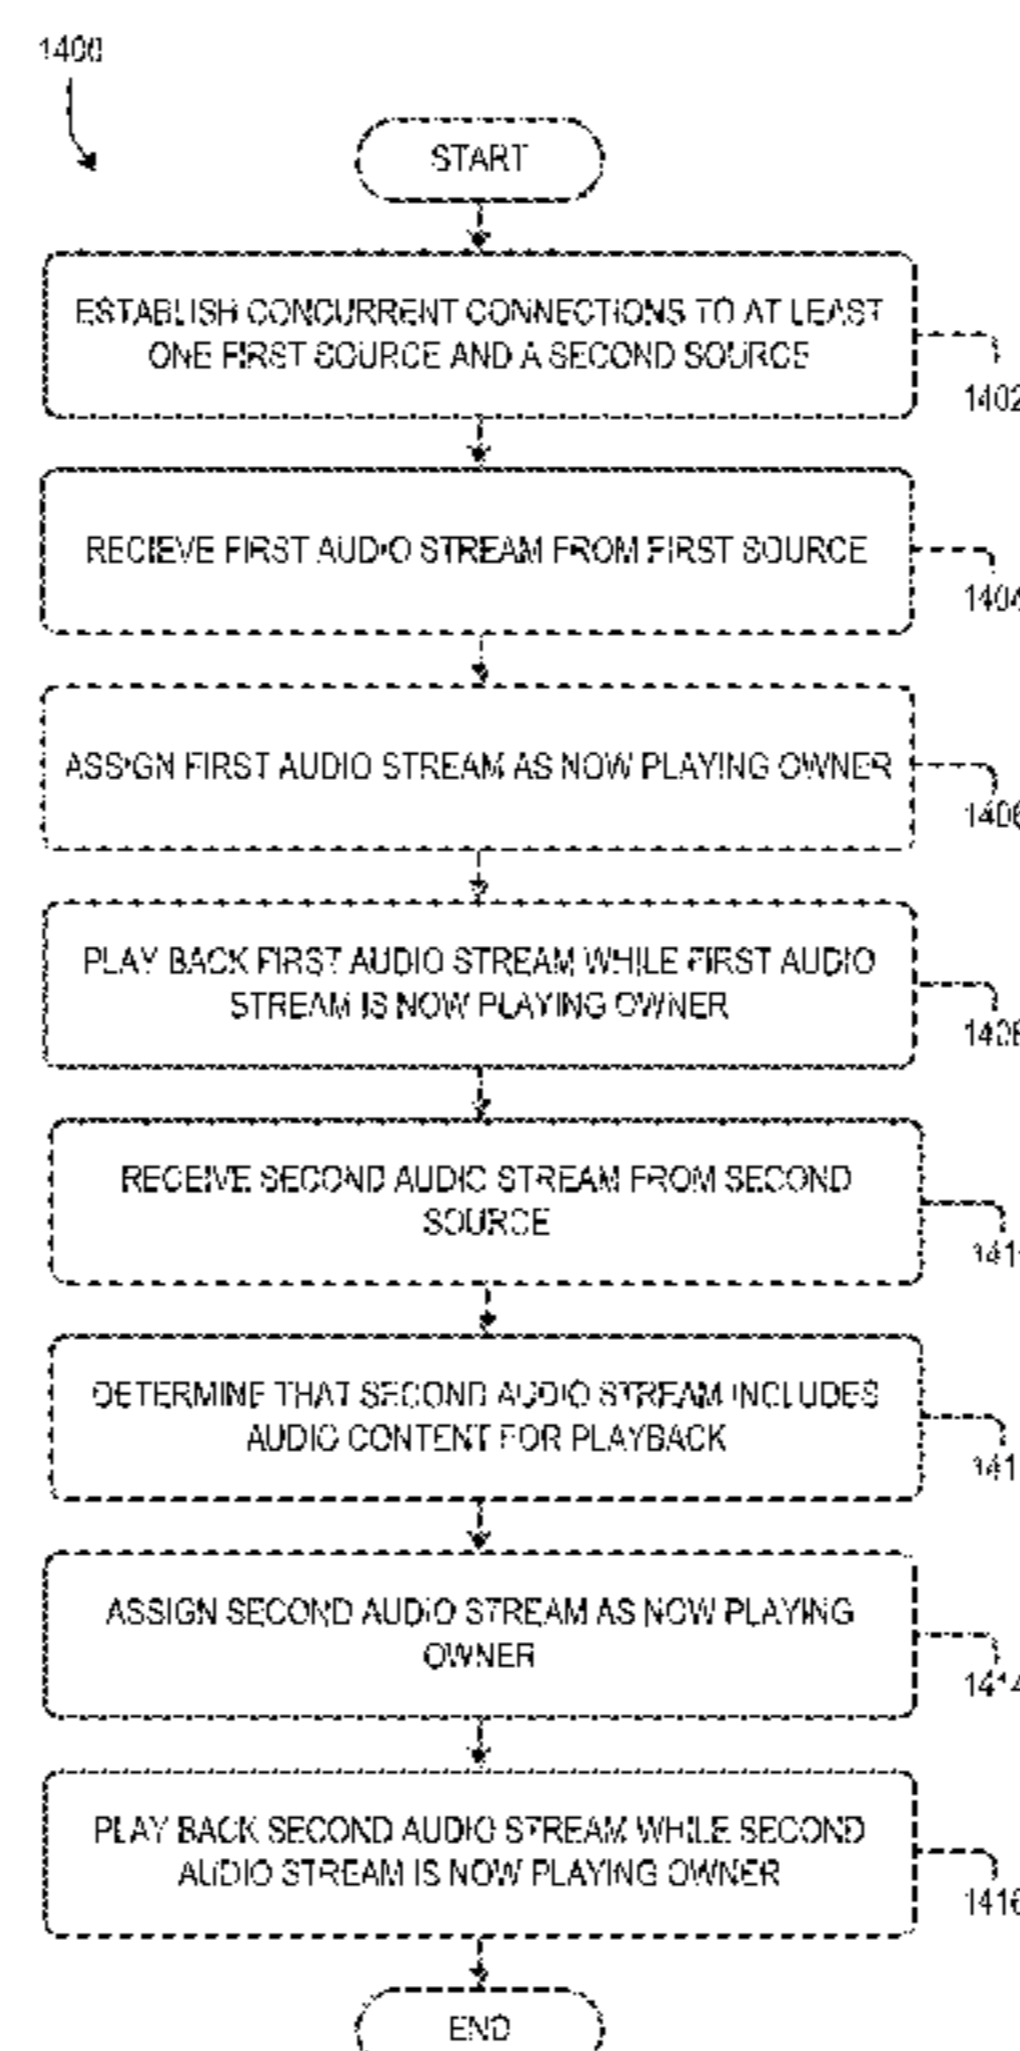 1400
START
ESTABLISH CONCURRENT CONNECTIONS TO AT LEAST
ONE FIRST SOURCE AND A SECOND SOURCE
1402
RECIEVE FIRST AUDIO STREAM FROM FIRST SOURCE
1404
ASSIGN FIRST AUDIO STREAM AS NOW PLAYING OWNER
1406
PLAY BACK FIRST AUDIO STREAM WHILE FIRST AUDIO
STREAM IS NOW PLAYING OWNER
1408
RECEIVE SECOND AUDIO STREAM FROM SECOND
SOURCE
DETERMINE THAT SECOND AUDIO STREAM INCLUDES
AUDIO CONTENT FOR PLAYBACK
ASSIGN SECOND AUDIO STREAM AS NOW PLAYING
OWNER
1414
PLAY BACK SECOND AUDIO STREAM WHILE SECOND
AUDIO STREAM IS NOW PLAYING OWNER
1416
END